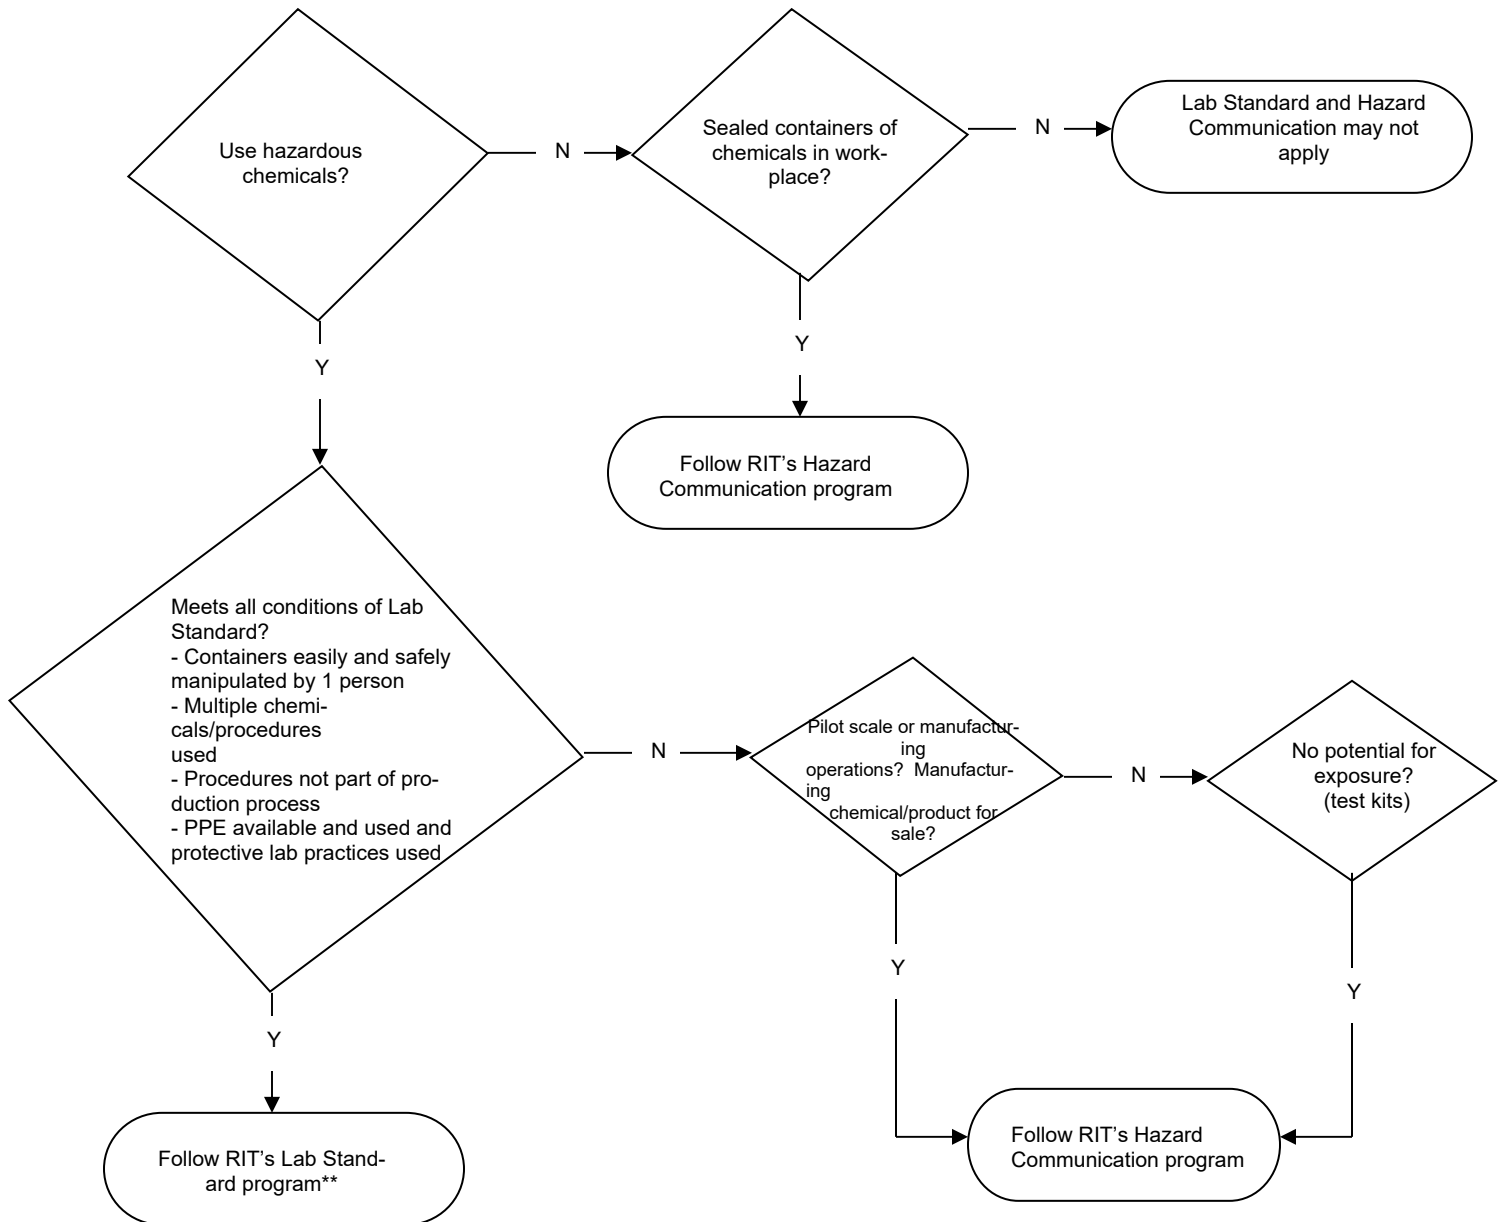 Use hazardous
chemicals?
N
Sealed containers of
chemicals in work-
place?
N
Lab Standard and Hazard
Communication may not
apply
Y
Y
Follow RIT’s Hazard
Communication program
Meets all conditions of Lab
Standard?
- Containers easily and safely
manipulated by 1 person
- Multiple chemi-
cals/procedures
used
- Procedures not part of pro-
duction process
- PPE available and used and
protective lab practices used
N
Pilot scale or manufactur-
ing
operations?  Manufactur-
ing
chemical/product for
sale?
N
No potential for
exposure?
(test kits)
Y
Y
Y
Follow RIT’s Lab Stand-
ard program**
Follow RIT’s Hazard
Communication program